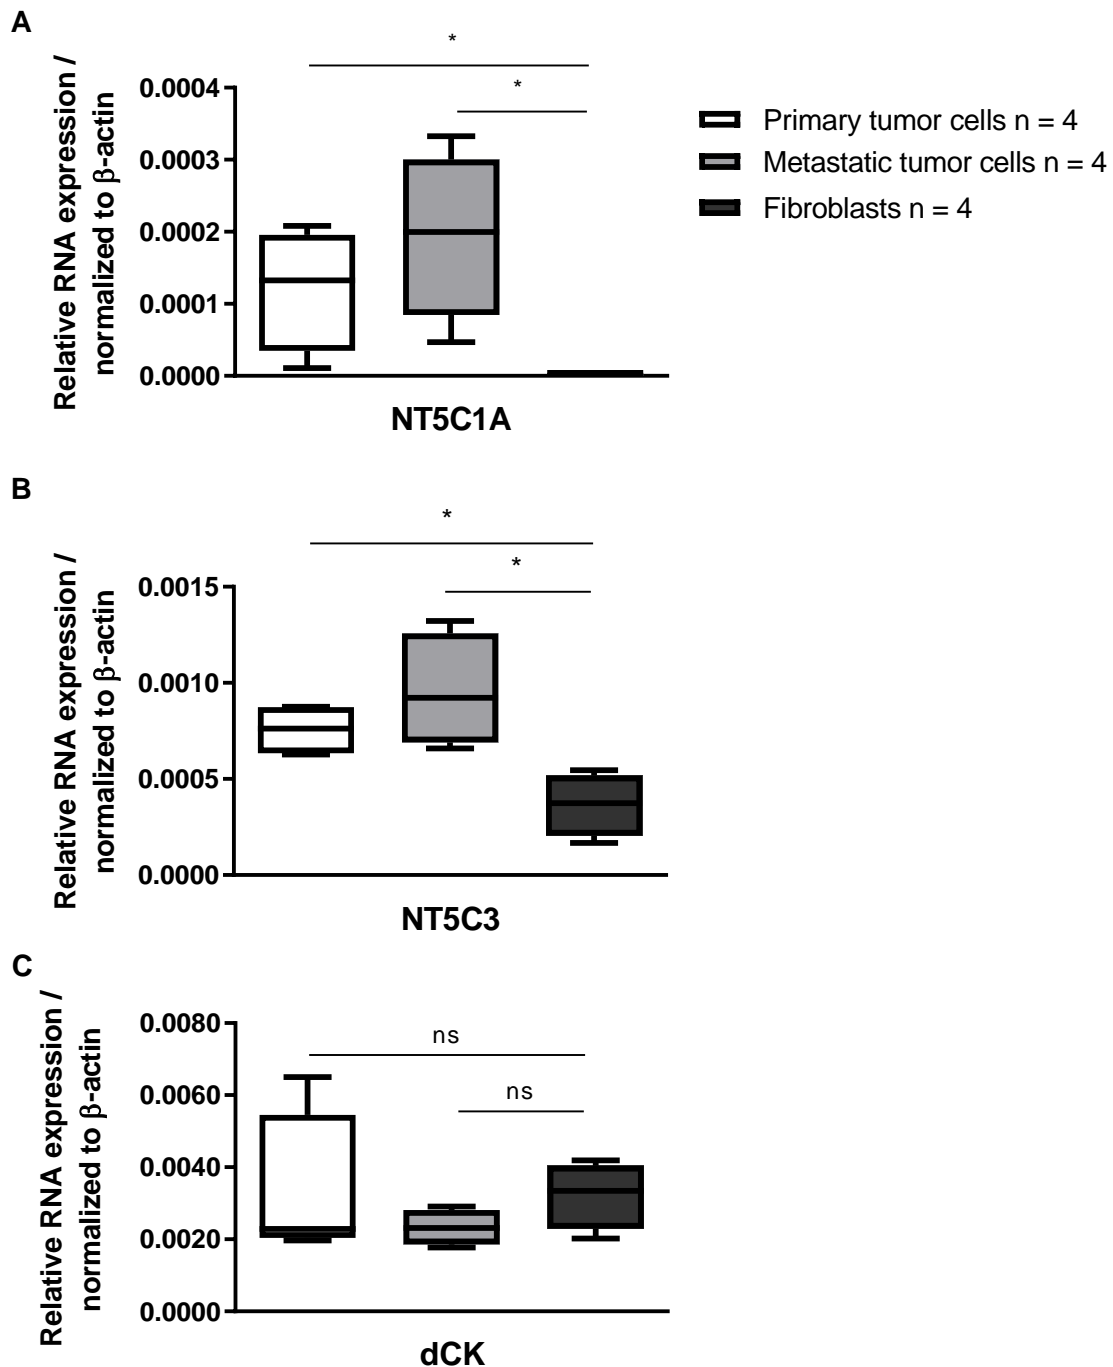 A
*
*
Relative RNA expression /
normalized to β-actin
0.0004
0.0003
0.0002
0.0001
0.0000
NT5C1A
Primary tumor cells n = 4
Metastatic tumor cells n = 4
Fibroblasts n = 4
B
*
*
Relative RNA expression /
normalized to β-actin
0.0015
0.0010
0.0005
0.0000
NT5C3
C
Relative RNA expression /
normalized to β-actin
0.0080
0.0060
0.0040
0.0020
0.0000
ns
ns
dCK